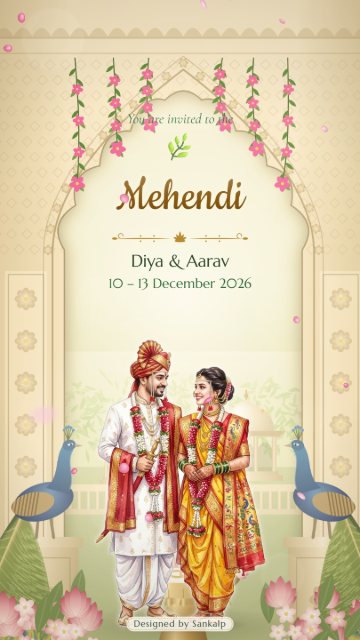 You are invited to the
Mehendi
Diya & Aarav
10 – 13 December 2026
Designed by Sankalp